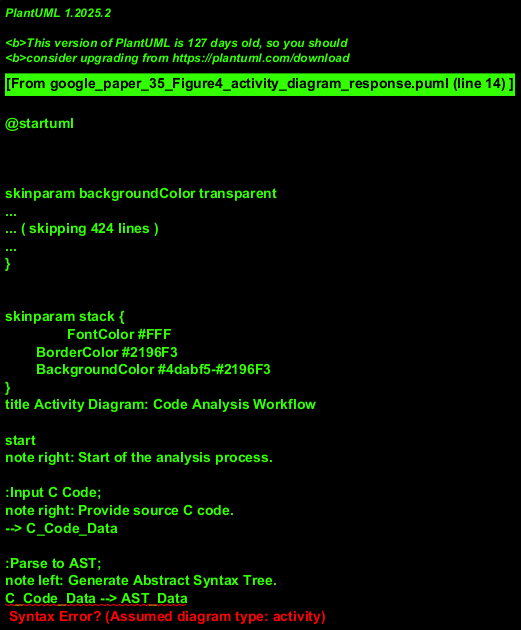 PlantUML 1.2025.2
<b>This version of PlantUML is 127 days old, so you should
<b>consider upgrading from https://plantuml.com/download
[From google_paper_35_Figure4_activity_diagram_response.puml (line 14) ]
@startuml
skinparam backgroundColor transparent
...
... ( skipping 424 lines )
...
}
skinparam stack {
FontColor #FFF
BorderColor #2196F3
BackgroundColor #4dabf5-#2196F3
}
title Activity Diagram: Code Analysis Workflow
start
note right: Start of the analysis process.
:Input C Code;
note right: Provide source C code.
--> C_Code_Data
:Parse to AST;
note left: Generate Abstract Syntax Tree.
C_Code_Data --> AST_Data
Syntax Error? (Assumed diagram type: activity)